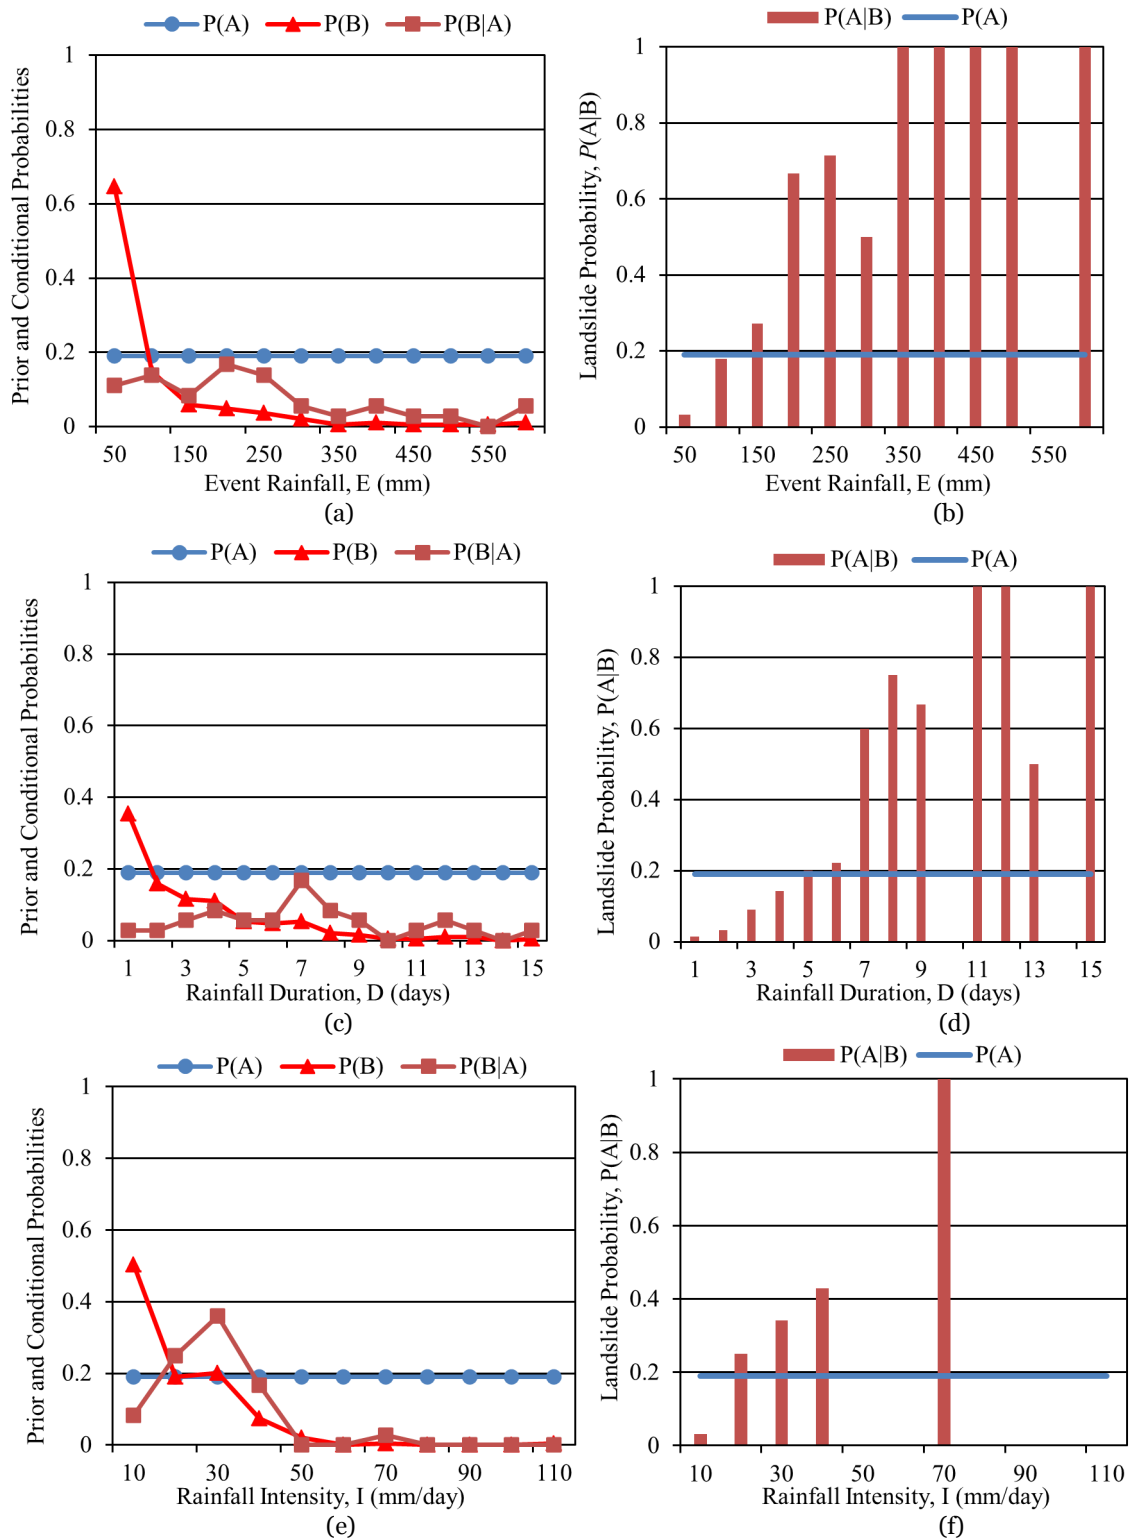 P(A) P(B) P(B|A)
Prior and Conditional Probabilities
1
0.8
0.6
0.4
0.2
0
50 150 250 350 450 550
Event Rainfall, E (mm)
(a)
P(A|B) P(A)
Landslide Probability, P(A|B)
1
0.8
0.6
0.4
0.2
0
50 150 250 350 450 550
Event Rainfall, E (mm)
(b)
P(A) P(B) P(B|A)
Prior and Conditional Probabilities
1
0.8
0.6
0.4
0.2
0
1 3 5 7 9 11 13 15
Rainfall Duration, D (days)
(c)
P(A|B) P(A)
Landslide Probability, P(A|B)
1
0.8
0.6
0.4
0.2
0
1 3 5 7 9 11 13 15
Rainfall Duration, D (days)
(d)
P(A) P(B) P(B|A)
Prior and Conditional Probabilities
1
0.8
0.6
0.4
0.2
0
10 30 50 70 90 110
Rainfall Intensity, I (mm/day)
(e)
P(A|B) P(A)
Landslide Probability, P(A|B)
1
0.8
0.6
0.4
0.2
0
10 30 50 70 90 110
Rainfall Intensity, I (mm/day)
(f)